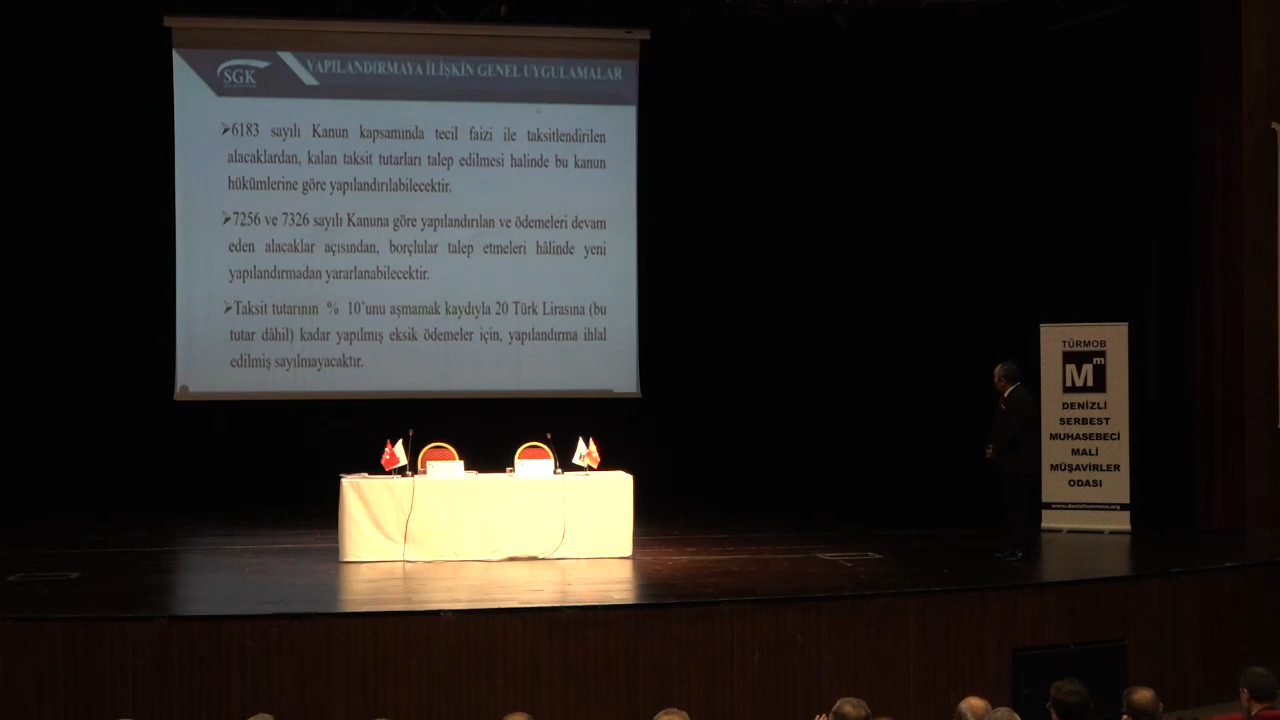 SGK
YAPILANDIRMAYA İLİŞKİN GENEL UYGULAMALAR
➢6183 sayılı Kanun kapsamında tecil faizi ile taksitlendirilen
alacaklardan, kalan taksit tutarları talep edilmesi halinde bu kanun
hükümlerine göre yapılandırılabilecektir.
➢7256 ve 7326 sayılı Kanuna göre yapılandırılan ve ödemeleri devam
eden alacaklar açısından, borçlular talep etmeleri hâlinde yeni
yapılandırmadan yararlanabilecektir.
➢Taksit tutarının % 10'unu aşmamak kaydıyla 20 Türk Lirasına (bu
tutar dâhil) kadar yapılmış eksik ödemeler için, yapılandırma ihlal
edilmiş sayılmayacaktır.
TÜRMOB
Mm
DENİZLİ
SERBEST
MUHASEBECİ
MALİ
MÜŞAVİRLER
ODASI